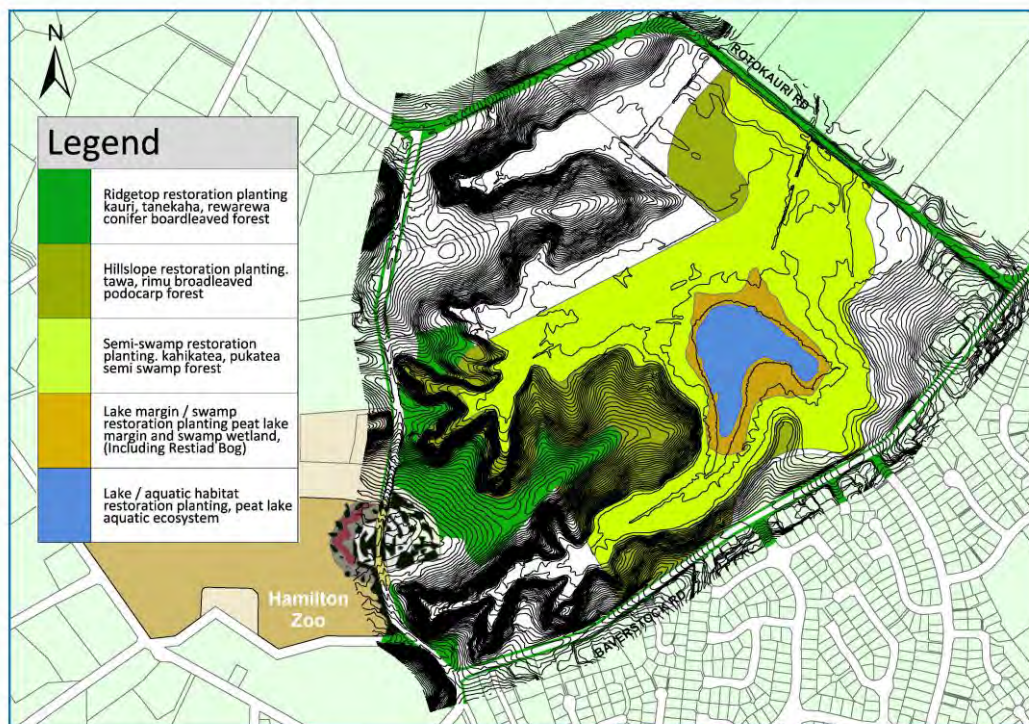 N
Legend
Ridgetop restoration planting
kauri, tanekaha, rewarewa
conifer boardleaved forest
Hillslope restoration planting.
tawa, rimu broadleaved
podocarp forest
Semi-swamp restoration
planting. kahikatea, pukatea
semi swamp forest
Lake margin / swamp
restoration planting peat lake
margin and swamp wetland,
(Including Restiad Bog)
Lake / aquatic habitat
restoration planting, peat lake
aquatic ecosystem
ROTOKAURI RD
Hamilton
Zoo
BAVERSTOCK RD